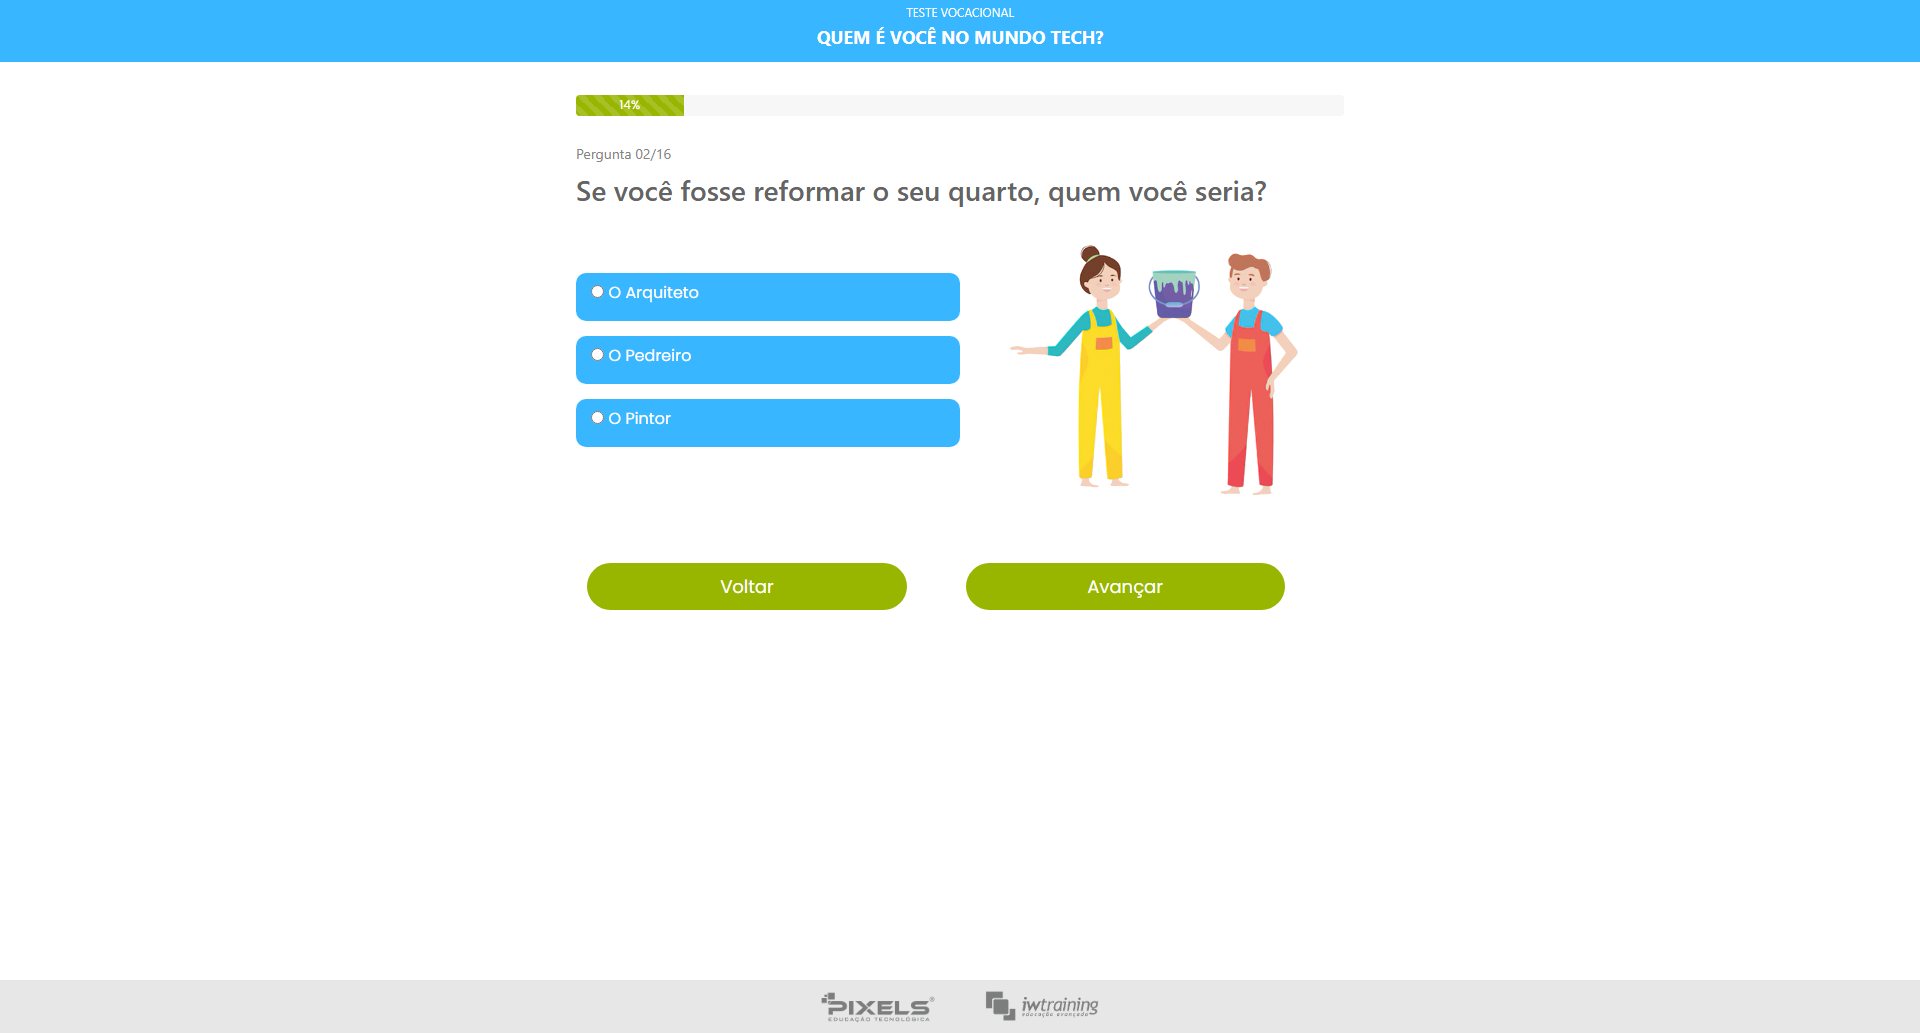 TESTE VOCACIONAL
QUEM É VOCÊ NO MUNDO TECH?
14%
Pergunta 02/16
Se você fosse reformar o seu quarto, quem você seria?
O Arquiteto
O Pedreiro
O Pintor
Voltar
Avançar
PIXELS®
EDUCAÇÃO TECNOLÓGICA
iwtraining
educação avançada